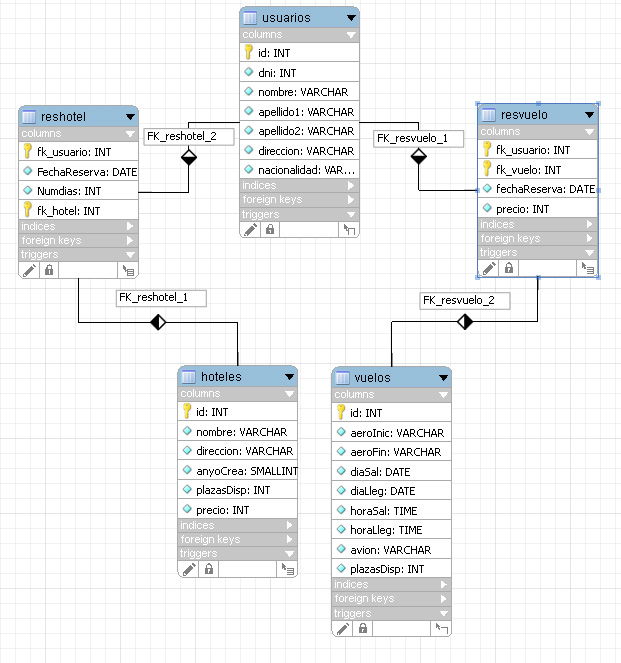 usuarios
columns
id: INT
dni: INT
nombre: VARCHAR
apellido1: VARCHAR
apellido2: VARCHAR
direccion: VARCHAR
nacionalidad: VAR...
indices
foreign keys
triggers
reshotel
columns
fk_usuario: INT
FechaReserva: DATE
Numdias: INT
fk_hotel: INT
indices
foreign keys
triggers
FK_reshotel_2
FK_resvuelo_1
resvuelo
columns
fk_usuario: INT
fk_vuelo: INT
fechaReserva: DATE
precio: INT
indices
foreign keys
triggers
FK_reshotel_1
FK_resvuelo_2
hoteles
columns
id: INT
nombre: VARCHAR
direccion: VARCHAR
anyoCrea: SMALLINT
plazasDisp: INT
precio: INT
indices
foreign keys
triggers
vuelos
columns
id: INT
aeroInic: VARCHAR
aeroFin: VARCHAR
diaSal: DATE
diaLleg: DATE
horaSal: TIME
horaLleg: TIME
avion: VARCHAR
plazasDisp: INT
indices
foreign keys
triggers